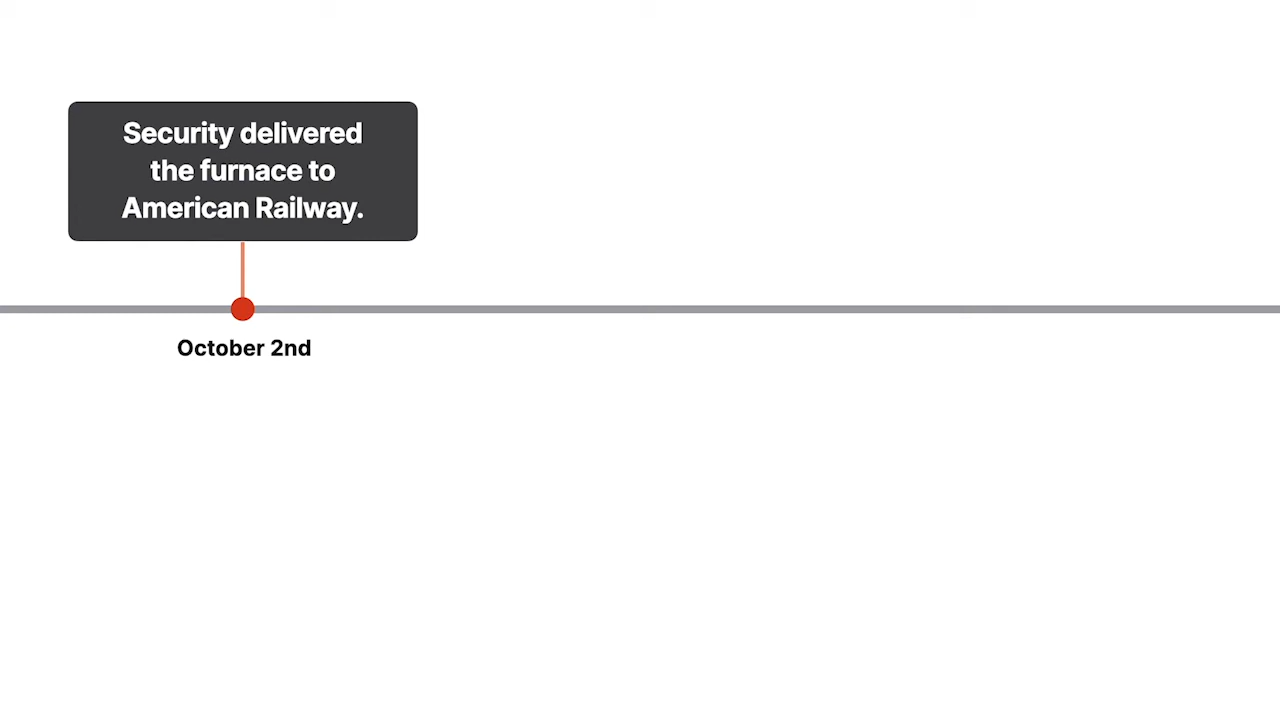 Security delivered
the furnace to
American Railway.
October 2nd